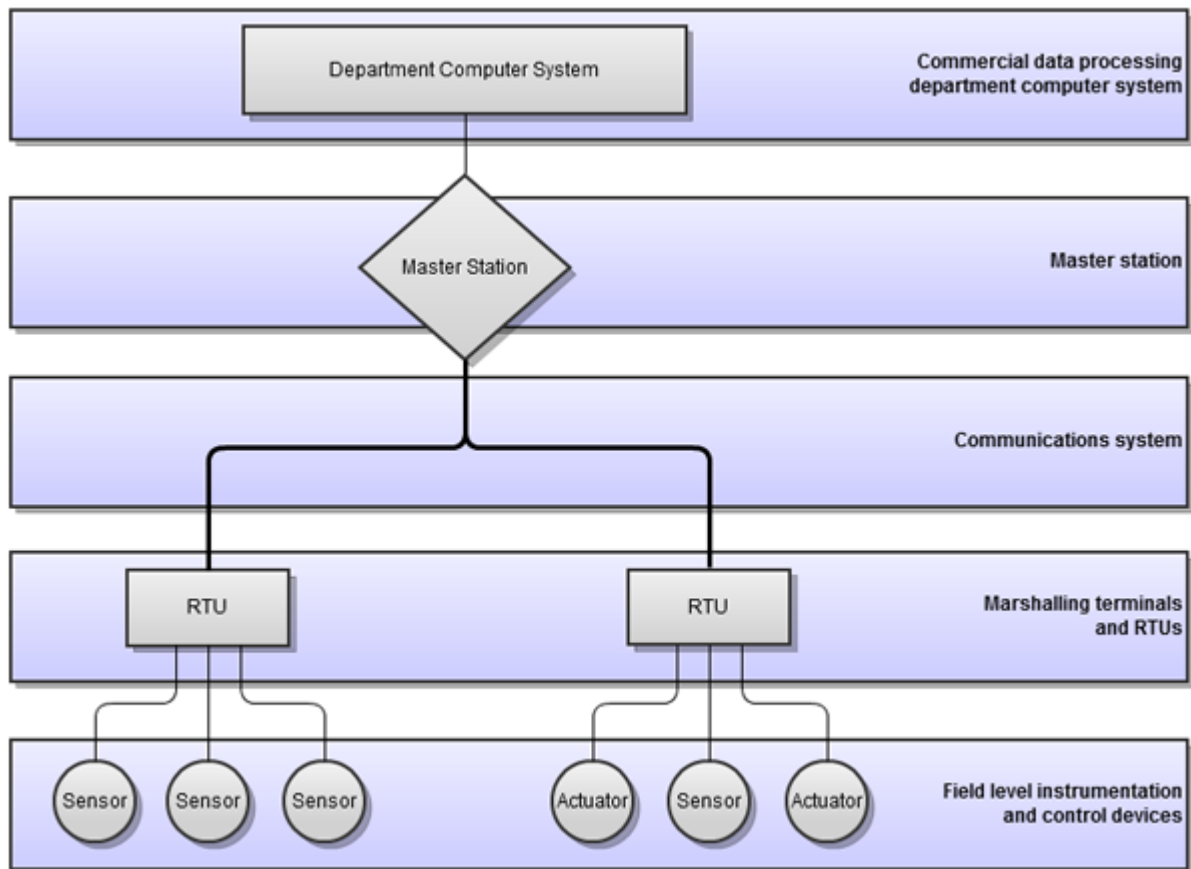 Department Computer System
Commercial data processing
department computer system
Master Station
Master station
Communications system
RTU
RTU
Marshalling terminals
and RTUs
Sensor
Sensor
Sensor
Actuator
Sensor
Actuator
Field level instrumentation
and control devices